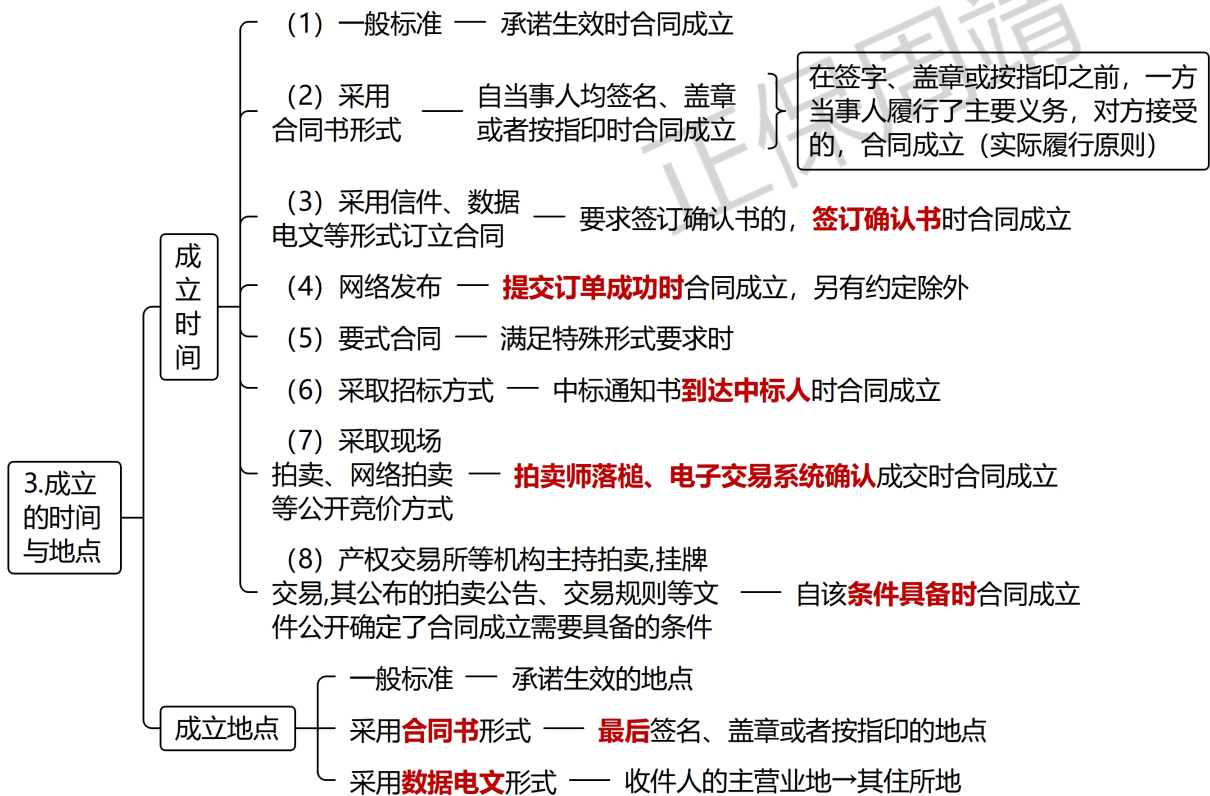 3.成立
的时间
与地点
成
立
时
间
（1）一般标准
承诺生效时合同成立
（2）采用
合同书形式
自当事人均签名、盖章
或者按指印时合同成立
在签字、盖章或按指印之前，一方
当事人履行了主要义务，对方接受
的，合同成立（实际履行原则）
（3）采用信件、数据
电文等形式订立合同
要求签订确认书的，签订确认书时合同成立
（4）网络发布
提交订单成功时合同成立，另有约定除外
（5）要式合同
满足特殊形式要求时
（6）采取招标方式
中标通知书到达中标人时合同成立
（7）采取现场
拍卖、网络拍卖
等公开竞价方式
拍卖师落槌、电子交易系统确认成交时合同成立
（8）产权交易所等机构主持拍卖,挂牌
交易,其公布的拍卖公告、交易规则等文
件公开确定了合同成立需要具备的条件
自该条件具备时合同成立
成立地点
一般标准
承诺生效的地点
采用合同书形式
最后签名、盖章或者按指印的地点
采用数据电文形式
收件人的主营业地→其住所地
正保周靖